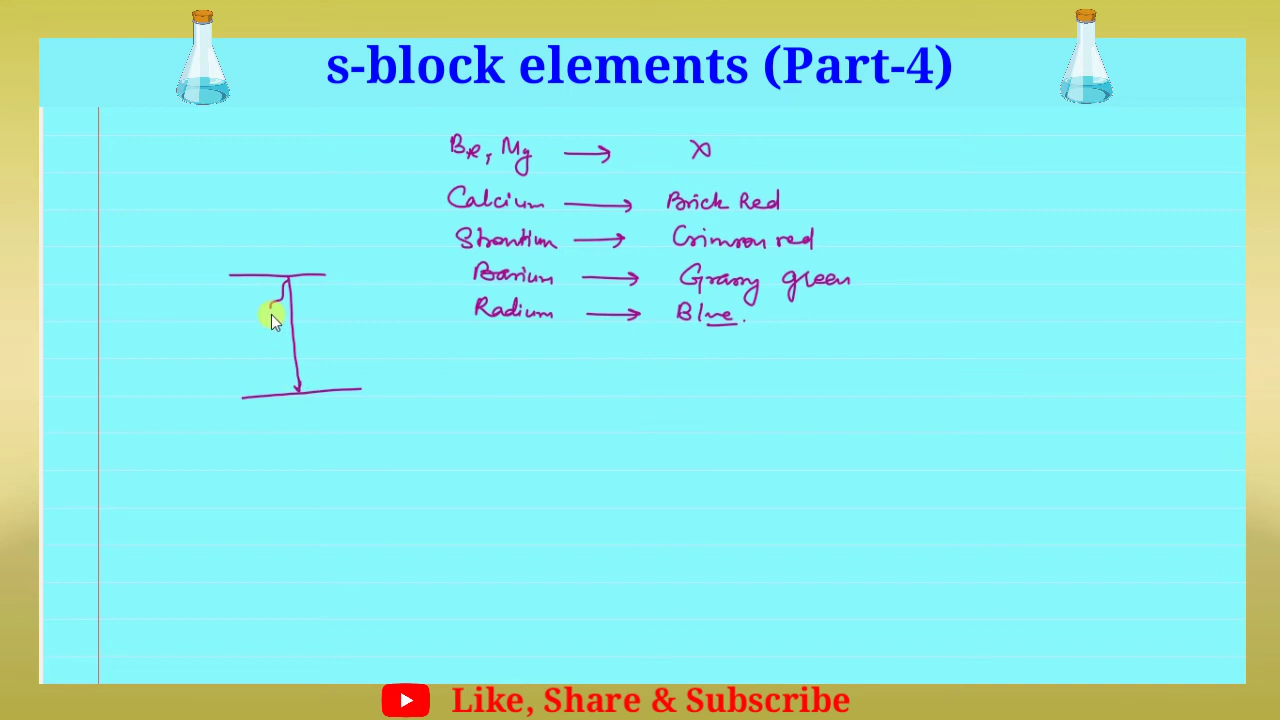 s-block elements (Part-4)
Be, Mg → X
Calcium → Brick Red
Strontium → Crimson red
Barium → Grassy green
Radium → Blue.
Like, Share & Subscribe